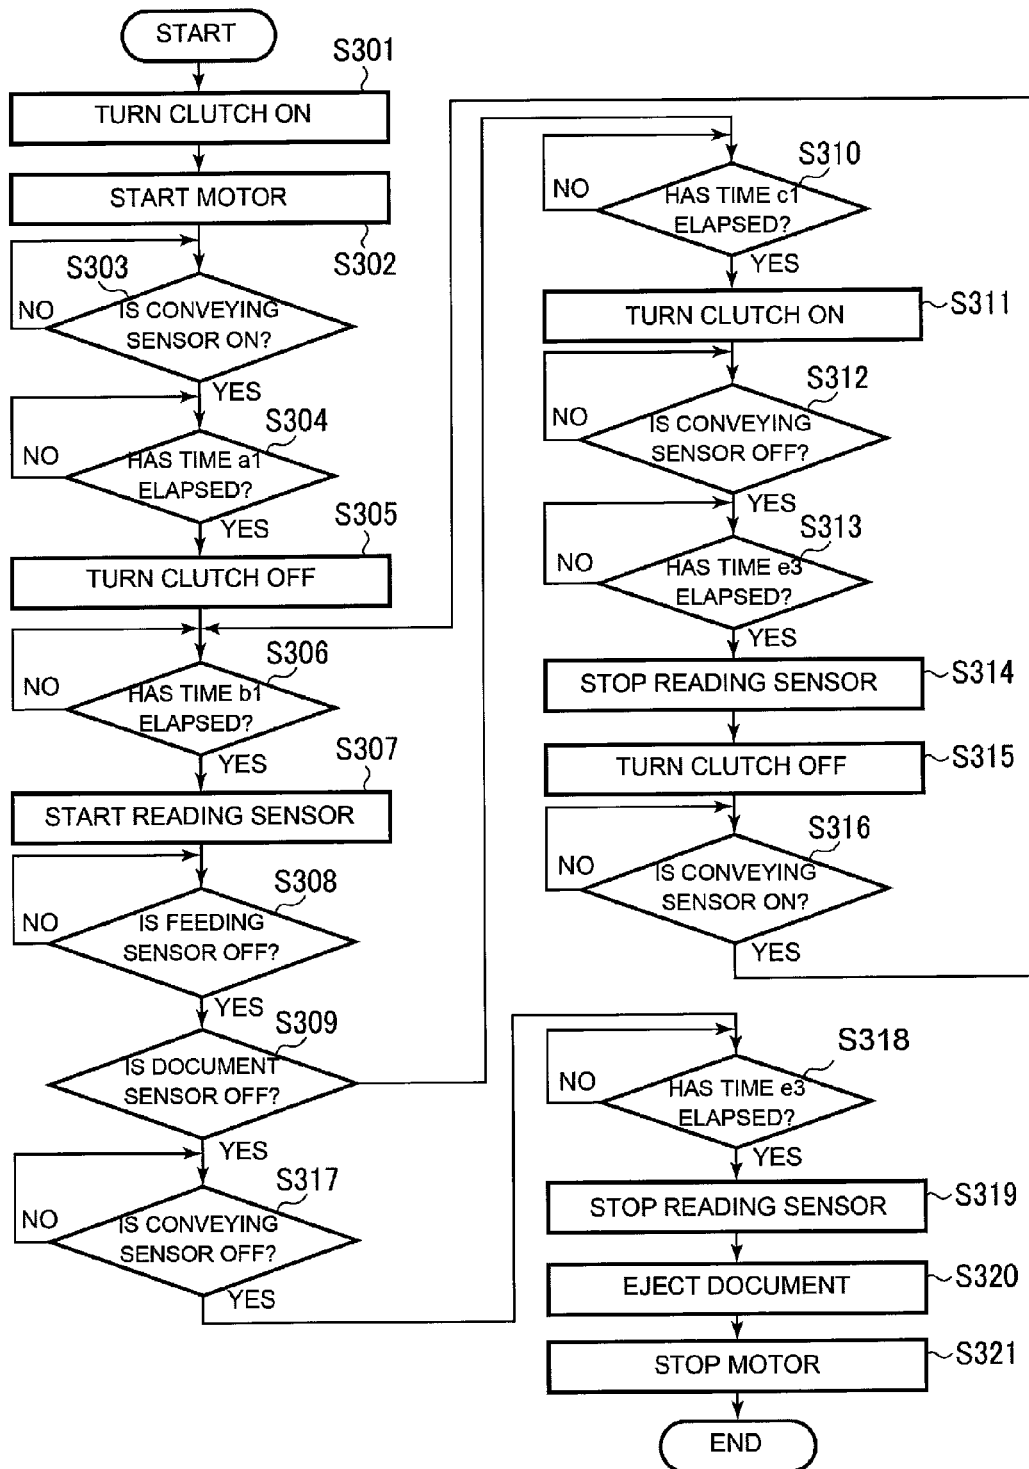 START
S301
TURN CLUTCH ON
START MOTOR
S302
S303
IS CONVEYING
SENSOR ON?
NO
YES
S304
HAS TIME a1
ELAPSED?
NO
YES
S305
TURN CLUTCH OFF
S306
HAS TIME b1
ELAPSED?
NO
YES
S307
START READING SENSOR
S308
IS FEEDING
SENSOR OFF?
NO
YES
S309
IS DOCUMENT
SENSOR OFF?
YES
S317
IS CONVEYING
SENSOR OFF?
NO
YES
S310
HAS TIME c1
ELAPSED?
NO
YES
TURN CLUTCH ON
S311
S312
IS CONVEYING
SENSOR OFF?
NO
YES
S313
HAS TIME e3
ELAPSED?
NO
YES
STOP READING SENSOR
S314
TURN CLUTCH OFF
S315
S316
IS CONVEYING
SENSOR ON?
NO
YES
S318
HAS TIME e3
ELAPSED?
NO
YES
STOP READING SENSOR
S319
EJECT DOCUMENT
S320
STOP MOTOR
S321
END